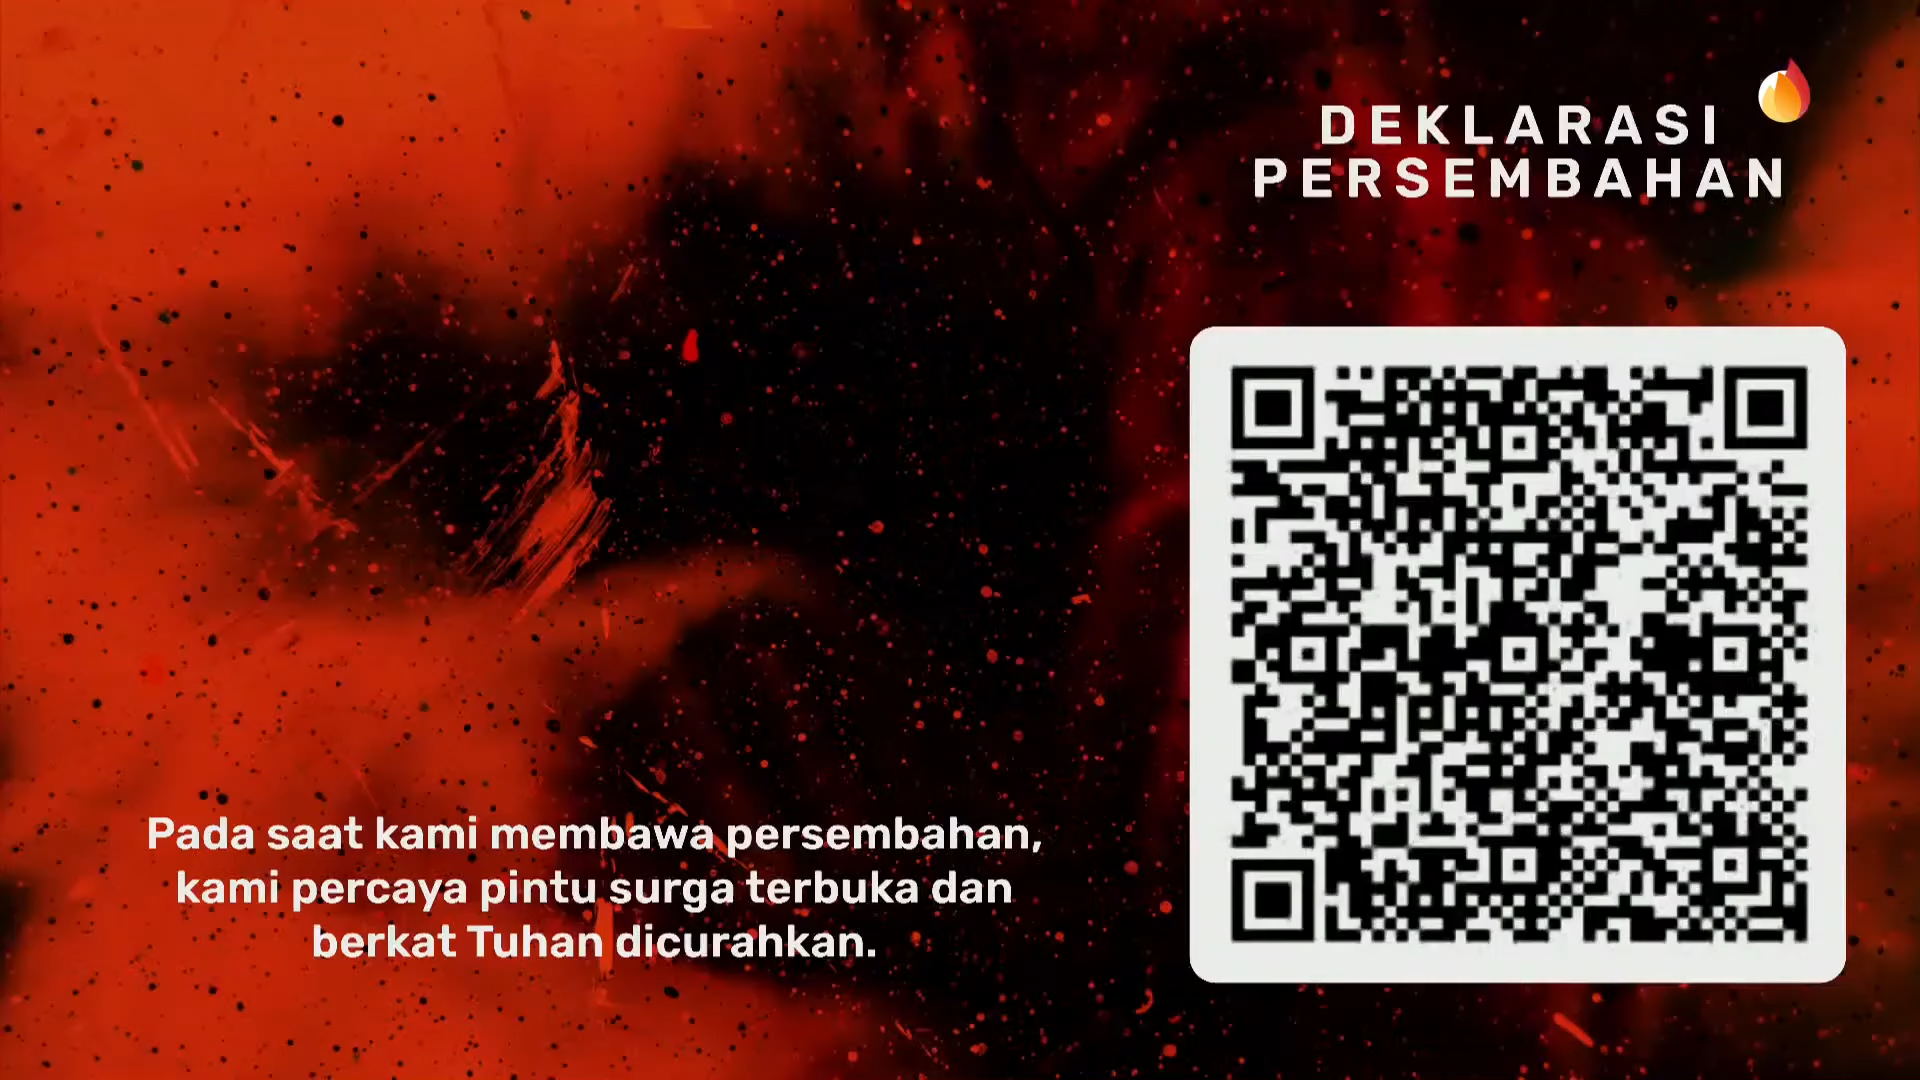 DEKLARASI
PERSEMBAHAN
Pada saat kami membawa persembahan,
kami percaya pintu surga terbuka dan
berkat Tuhan dicurahkan.